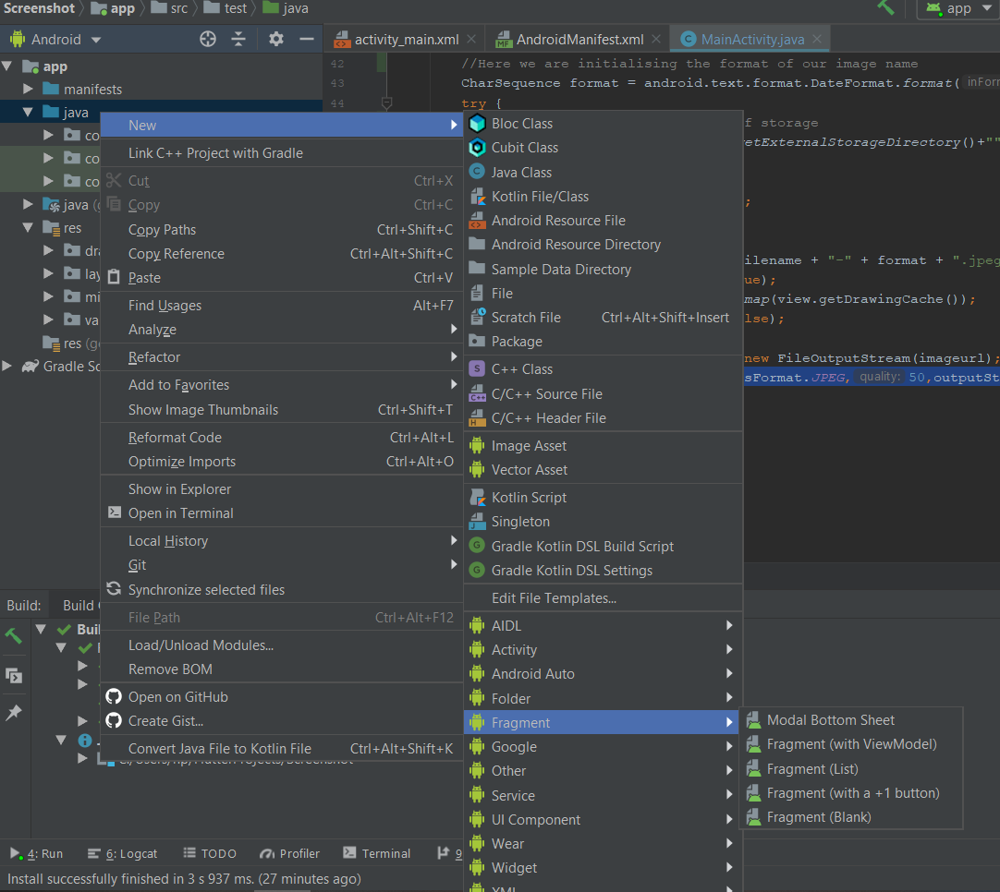 Screenshot app src test java
app
Android
activity_main.xml
AndroidManifest.xml
MainActivity.java
app
manifests
java
co
co
co
java
res
dra
lay
mi
va
res
Gradle Sc
42 //Here we are initialising the format of our image name
43 CharSequence format = android.text.format.DateFormat.format( inForm
44 try {
f storage
etExternalStorageDirectory()+""
;
ilename + "-" + format + ".jpeg
ue);
map(view.getDrawingCache());
lse);
new FileOutputStream(imageurl);
sFormat.JPEG, quality: 50,outputSt
New
Link C++ Project with Gradle
Cut Ctrl+X
Copy Ctrl+C
Copy Paths Ctrl+Shift+C
Copy Reference Ctrl+Alt+Shift+C
Paste Ctrl+V
Find Usages Alt+F7
Analyze
Refactor
Add to Favorites
Show Image Thumbnails Ctrl+Shift+T
Reformat Code Ctrl+Alt+L
Optimize Imports Ctrl+Alt+O
Show in Explorer
Open in Terminal
Local History
Git
Synchronize selected files
File Path Ctrl+Alt+F12
Load/Unload Modules...
Remove BOM
Open on GitHub
Create Gist...
Convert Java File to Kotlin File Ctrl+Alt+Shift+K
Bloc Class
Cubit Class
Java Class
Kotlin File/Class
Android Resource File
Android Resource Directory
Sample Data Directory
File
Scratch File Ctrl+Alt+Shift+Insert
Package
C++ Class
C/C++ Source File
C/C++ Header File
Image Asset
Vector Asset
Kotlin Script
Singleton
Gradle Kotlin DSL Build Script
Gradle Kotlin DSL Settings
Edit File Templates...
AIDL
Activity
Android Auto
Folder
Fragment
Google
Other
Service
UI Component
Wear
Widget
XML
Modal Bottom Sheet
Fragment (with ViewModel)
Fragment (List)
Fragment (with a +1 button)
Fragment (Blank)
Build: Build
Buil
4: Run 6: Logcat TODO Profiler Terminal 9
Install successfully finished in 3 s 937 ms. (27 minutes ago)